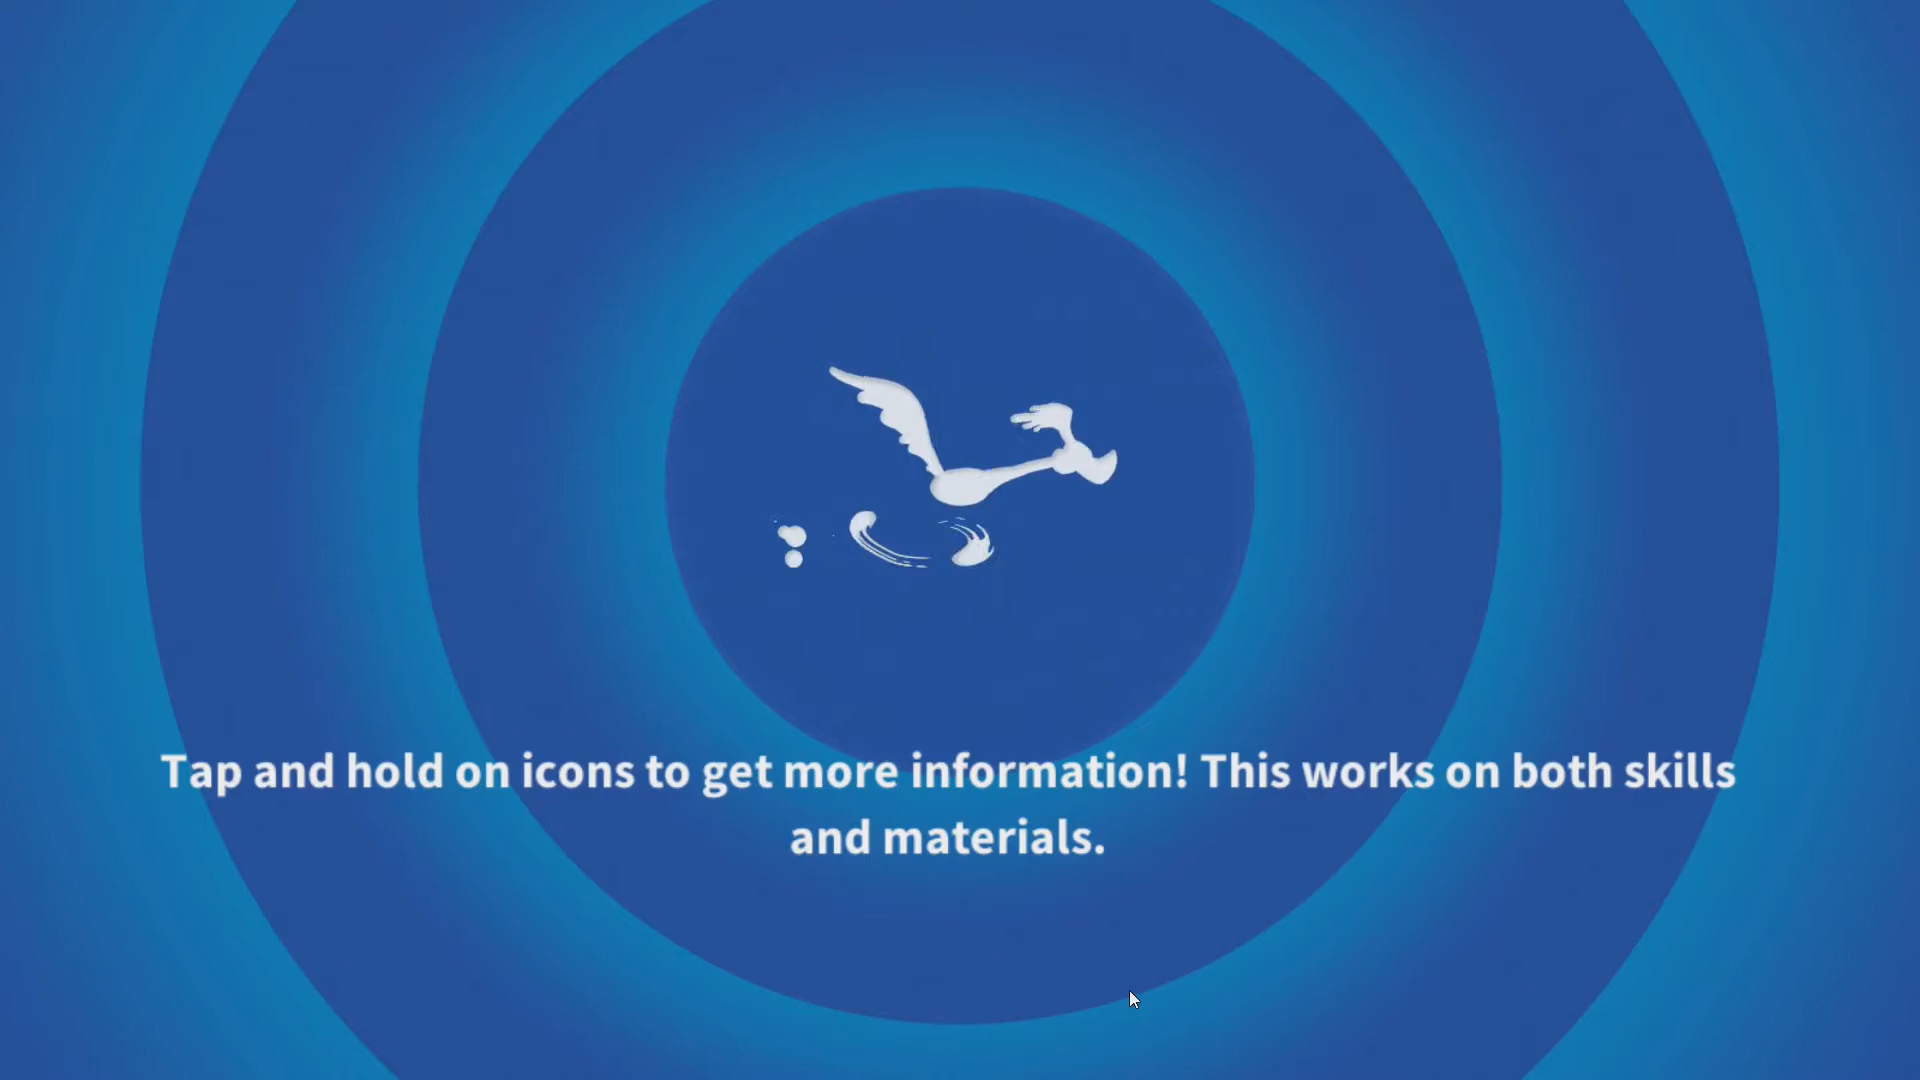 Tap and hold on icons to get more information! This works on both skills
and materials.